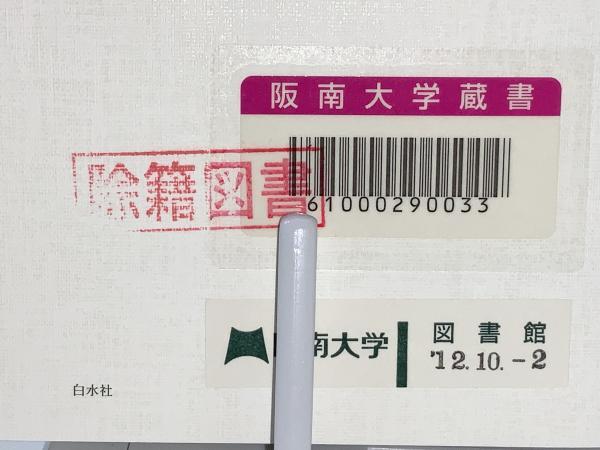 阪南大学蔵書
除籍図書
61000290033
南大学
図書館
'12.10.-2
白水社